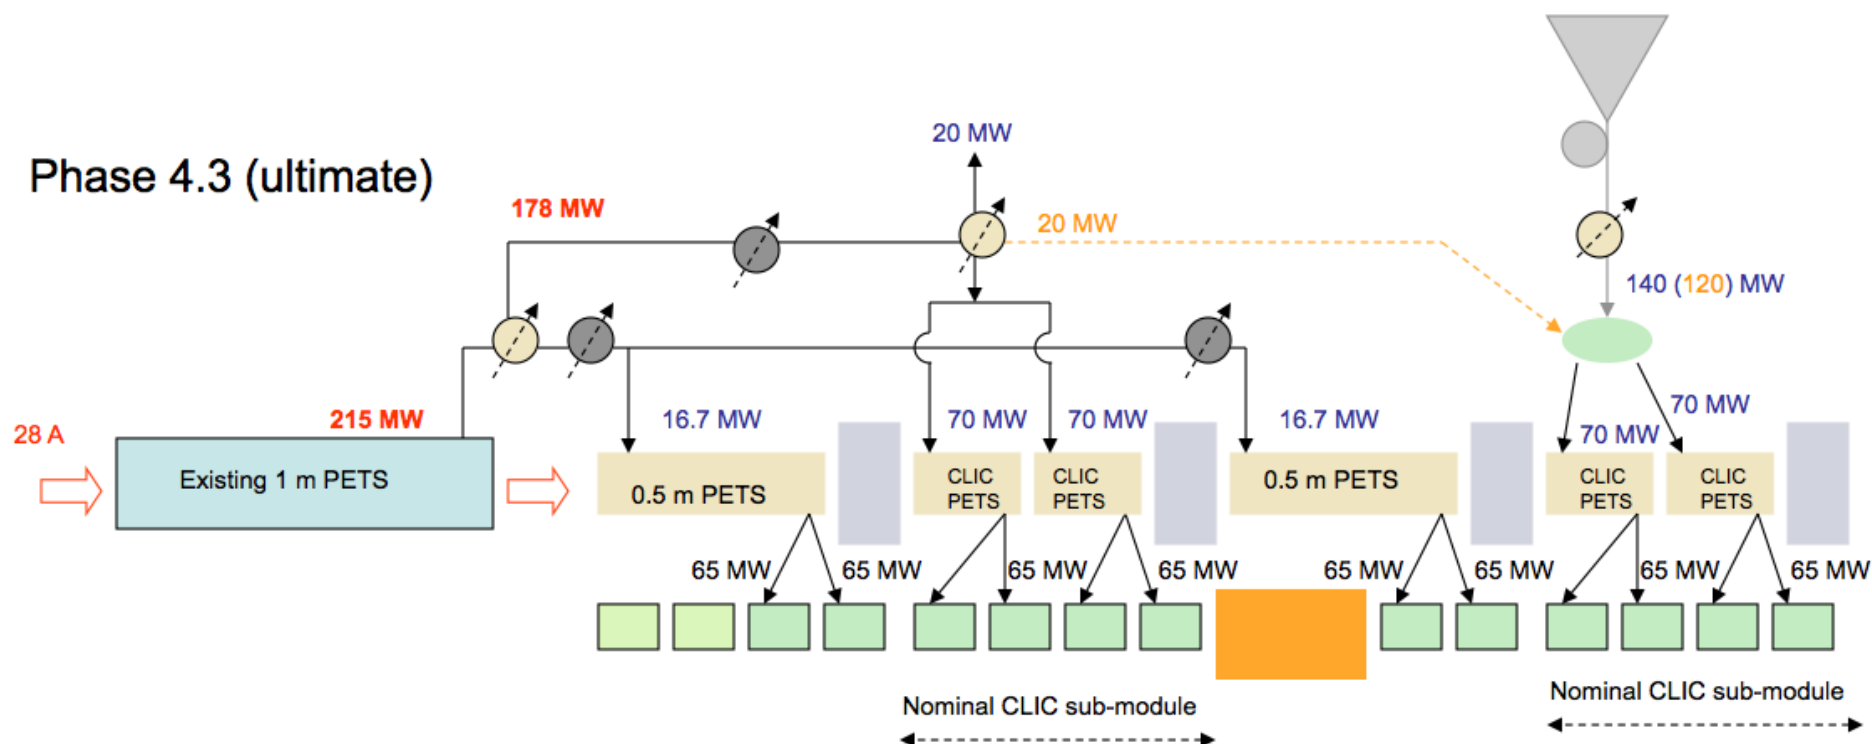 Phase 4.3 (ultimate)
20 MW
178 MW
20 MW
140 (120) MW
28 A
215 MW
16.7 MW
70 MW
70 MW
16.7 MW
70 MW
70 MW
Existing 1 m PETS
0.5 m PETS
CLIC
PETS
CLIC
PETS
0.5 m PETS
CLIC
PETS
CLIC
PETS
65 MW
65 MW
65 MW
65 MW
65 MW
65 MW
65 MW
65 MW
Nominal CLIC sub-module
Nominal CLIC sub-module